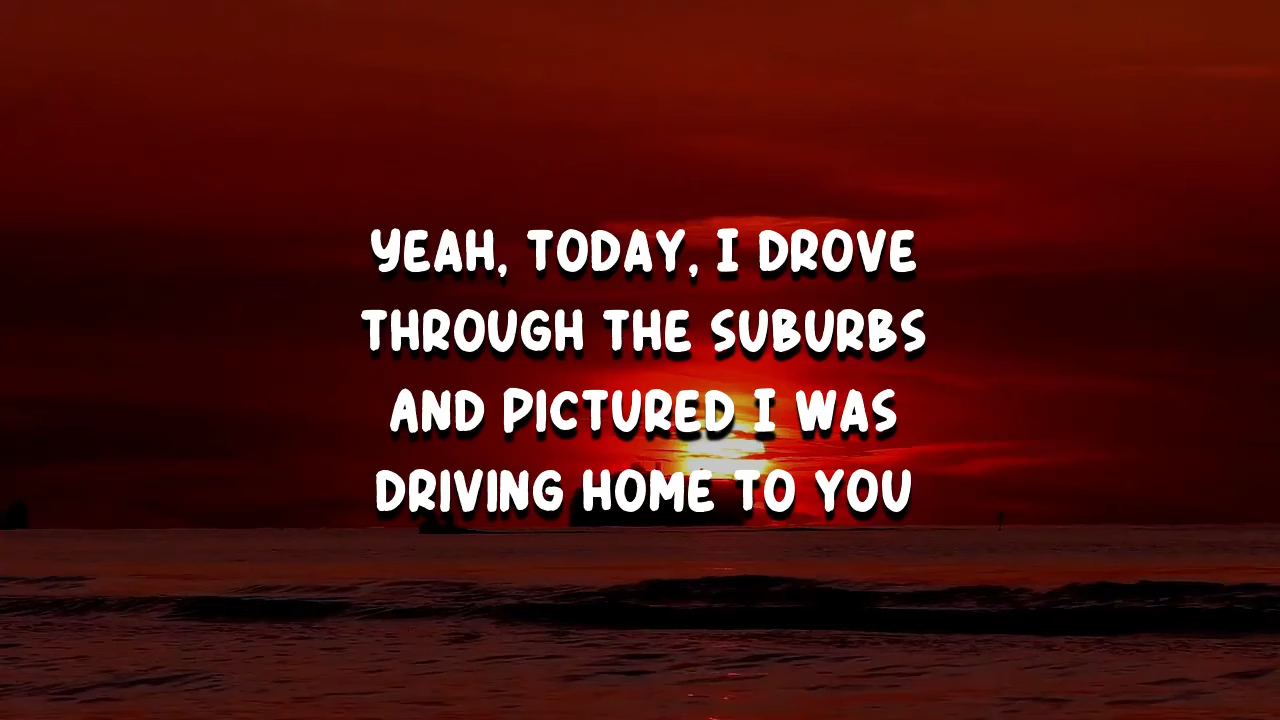 YEAH, TODAY, I DROVE
THROUGH THE SUBURBS
AND PICTURED I WAS
DRIVING HOME TO YOU